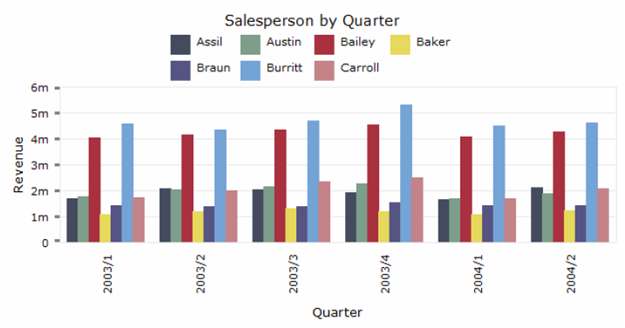 Salesperson by Quarter
Assil Austin Bailey Baker
Braun Burritt Carroll
6m
5m
4m
3m
2m
1m
0
Revenue
2003/1 2003/2 2003/3 2003/4 2004/1 2004/2
Quarter